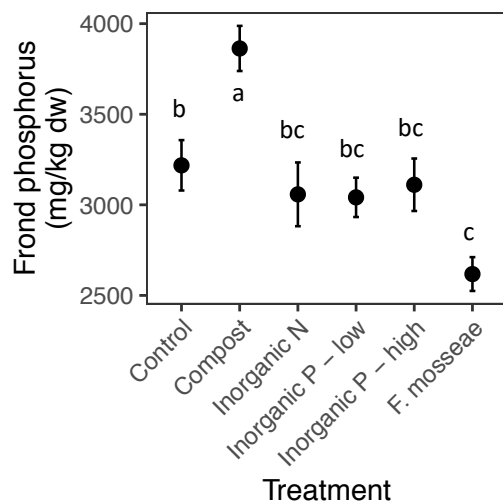 Frond phosphorus
(mg/kg dw)
4000
3500
3000
2500
b
a
bc
bc
bc
c
Control
Compost
Inorganic N
Inorganic P − low
Inorganic P − high
F. mosseae
Treatment